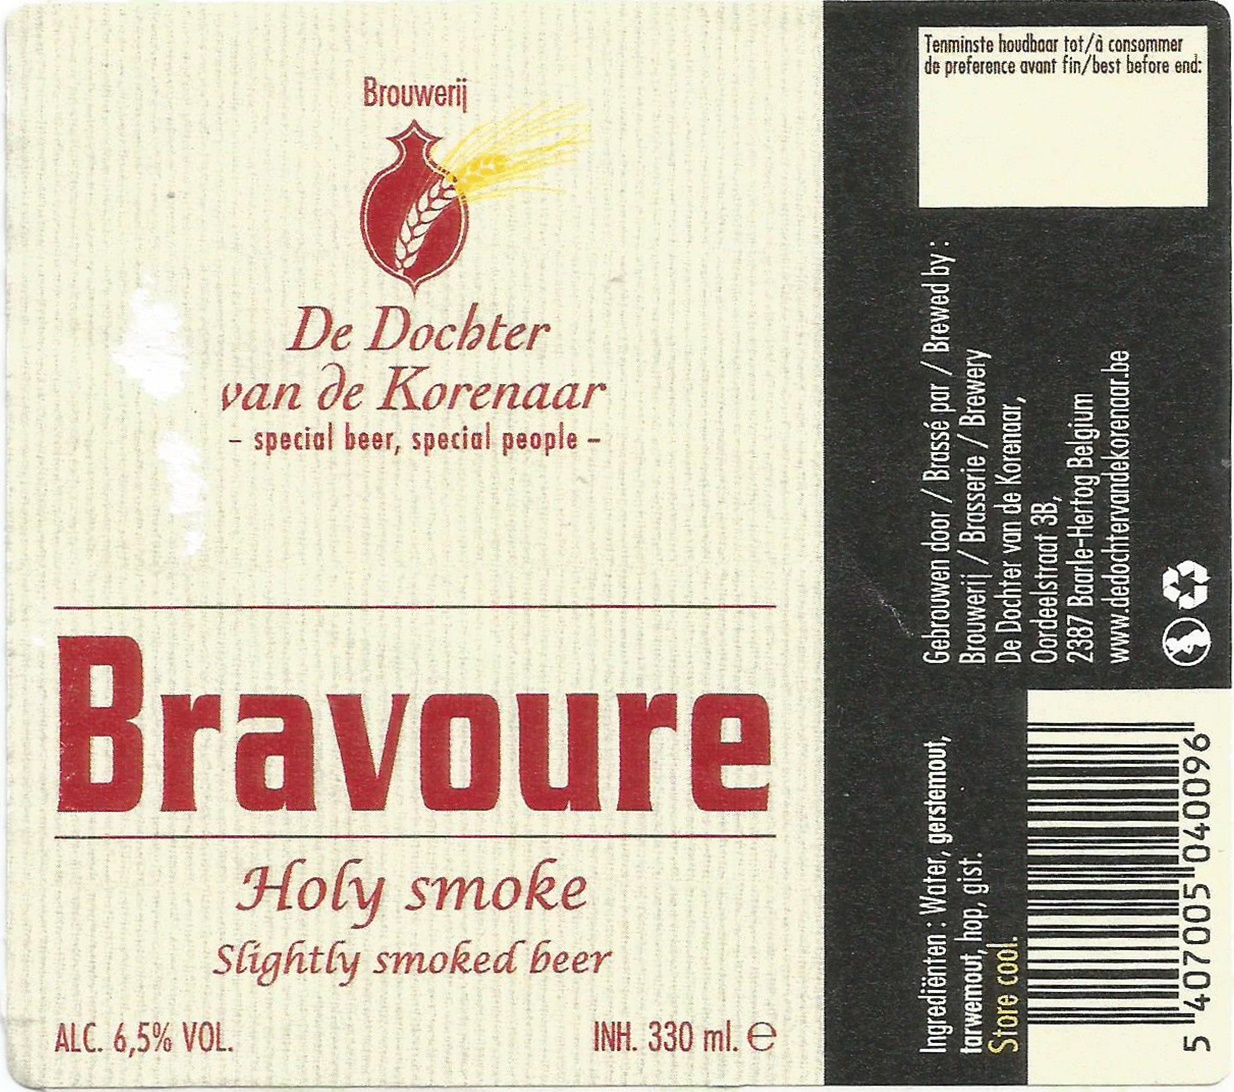 Brouwerij
De Dochter
van de Korenaar
– special beer, special people –
Bravoure
Holy smoke
Slightly smoked beer
ALC. 6,5% VOL.
INH. 330 ml. ℮
Tenminste houdbaar tot/à consommer
de preference avant fin/best before end:
Gebrouwen door / Brassé par / Brewed by :
Brouwerij / Brasserie / Brewery
De Dochter van de Korenaar,
Oordeelstraat 3B,
2387 Baarle-Hertog Belgium
www.dedochtervandekorenaar.be
Ingrediënten : Water, gerstemout,
tarwemout, hop, gist.
Store cool.
5 407005 040096